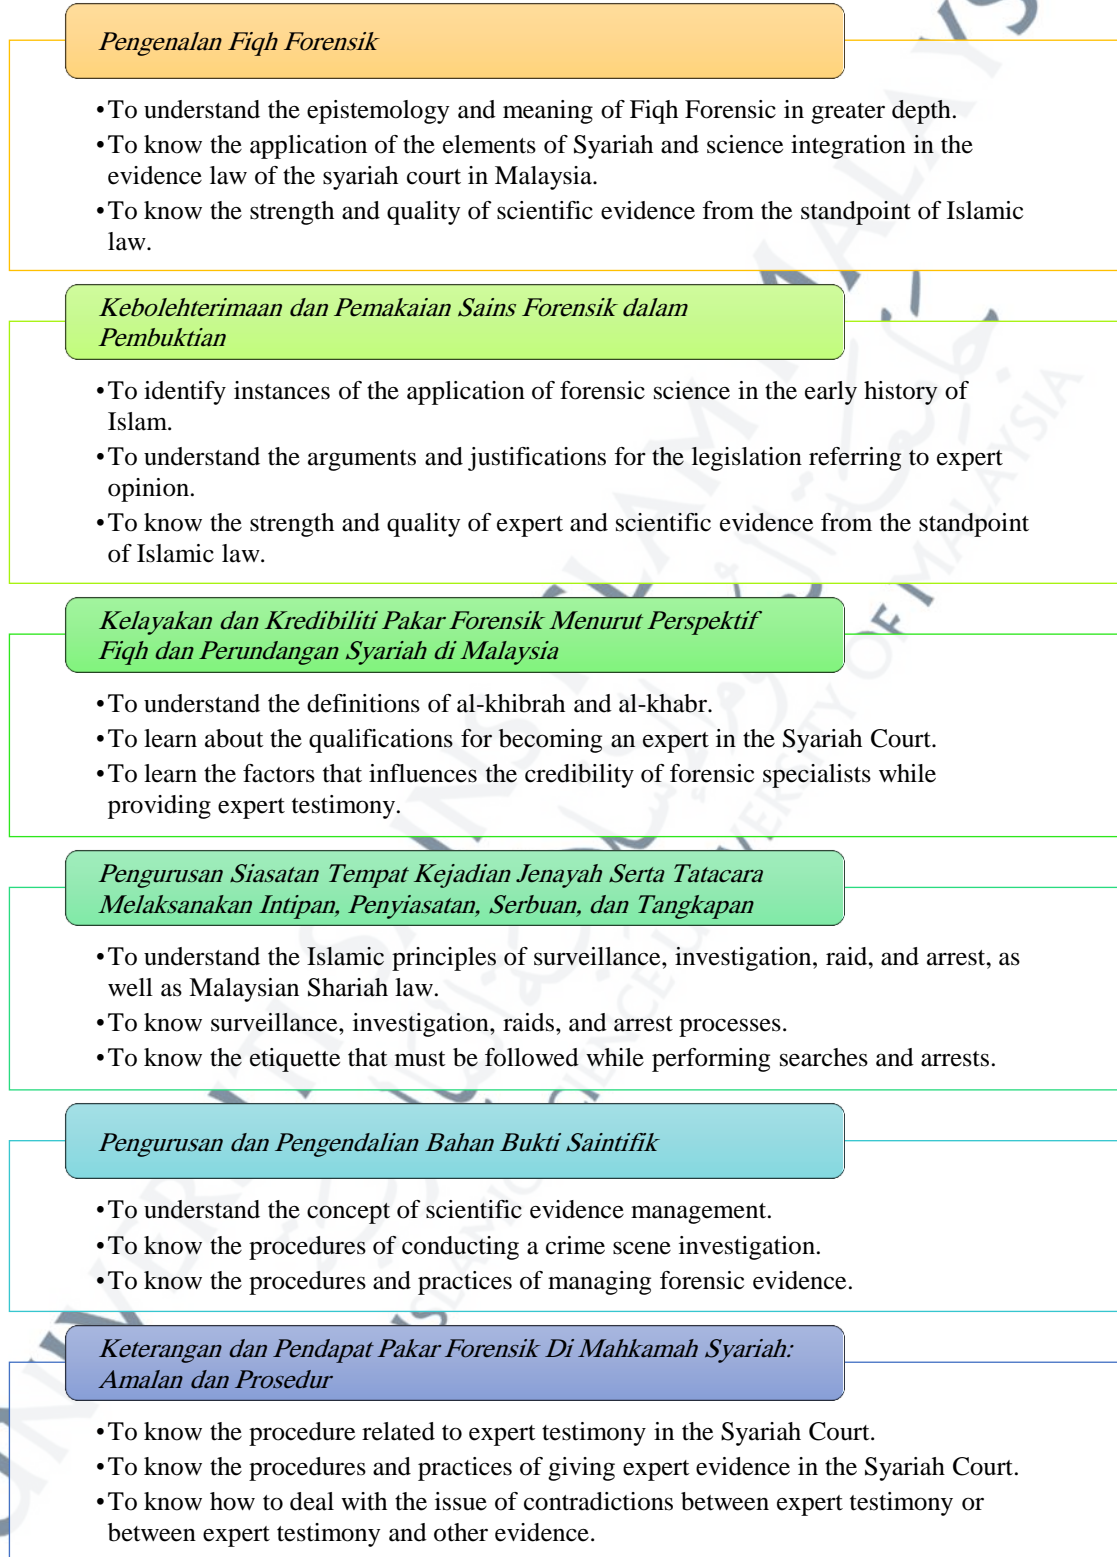 Pengenalan Fiqh Forensik
•To understand the epistemology and meaning of Fiqh Forensic in greater depth.
•To know the application of the elements of Syariah and science integration in the
evidence law of the syariah court in Malaysia.
•To know the strength and quality of scientific evidence from the standpoint of Islamic
law.
Kebolehterimaan dan Pemakaian Sains Forensik dalam
Pembuktian
•To identify instances of the application of forensic science in the early history of
Islam.
•To understand the arguments and justifications for the legislation referring to expert
opinion.
•To know the strength and quality of expert and scientific evidence from the standpoint
of Islamic law.
Kelayakan dan Kredibiliti Pakar Forensik Menurut Perspektif
Fiqh dan Perundangan Syariah di Malaysia
•To understand the definitions of al-khibrah and al-khabr.
•To learn about the qualifications for becoming an expert in the Syariah Court.
•To learn the factors that influences the credibility of forensic specialists while
providing expert testimony.
Pengurusan Siasatan Tempat Kejadian Jenayah Serta Tatacara
Melaksanakan Intipan, Penyiasatan, Serbuan, dan Tangkapan
•To understand the Islamic principles of surveillance, investigation, raid, and arrest, as
well as Malaysian Shariah law.
•To know surveillance, investigation, raids, and arrest processes.
•To know the etiquette that must be followed while performing searches and arrests.
Pengurusan dan Pengendalian Bahan Bukti Saintifik
•To understand the concept of scientific evidence management.
•To know the procedures of conducting a crime scene investigation.
•To know the procedures and practices of managing forensic evidence.
Keterangan dan Pendapat Pakar Forensik Di Mahkamah Syariah:
Amalan dan Prosedur
•To know the procedure related to expert testimony in the Syariah Court.
•To know the procedures and practices of giving expert evidence in the Syariah Court.
•To know how to deal with the issue of contradictions between expert testimony or
between expert testimony and other evidence.